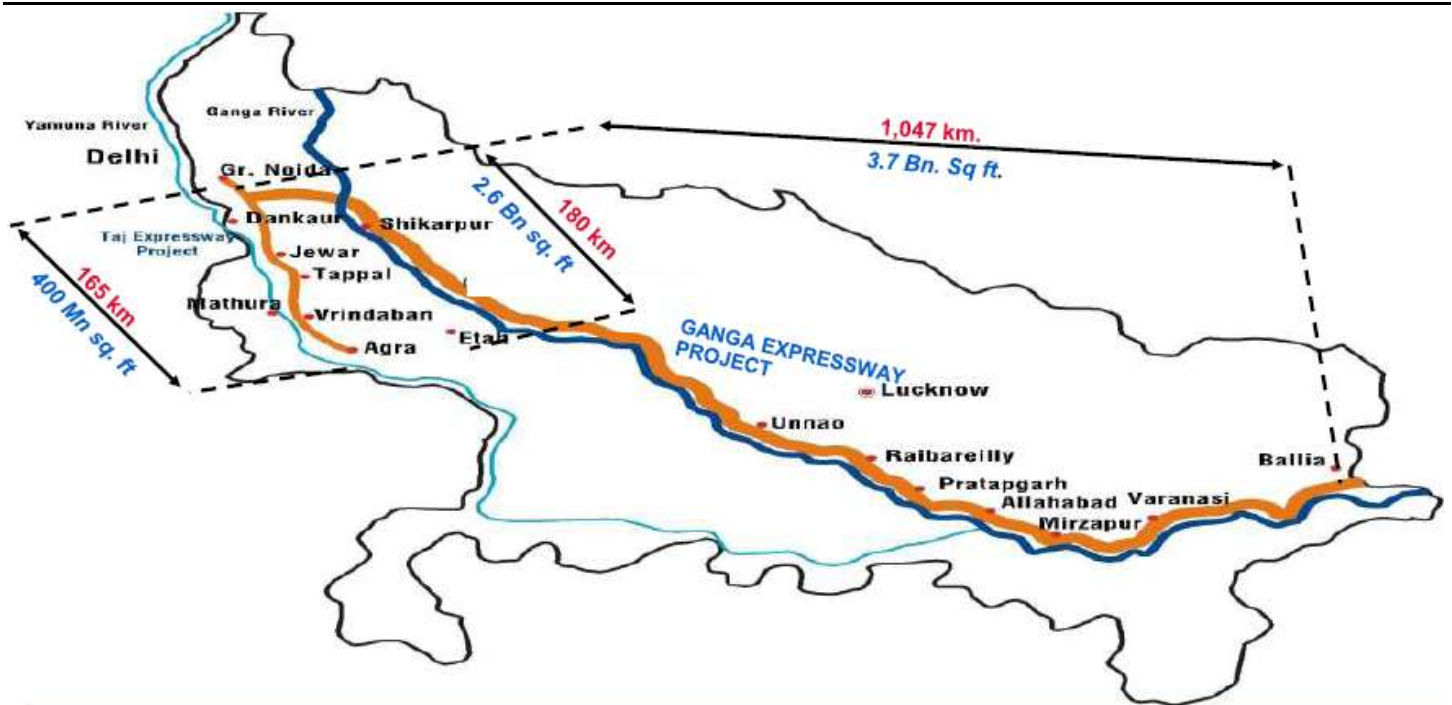 Ganga River
Yamuna River
Delhi
1,047 km.
3.7 Bn. Sq ft.
Gr. Noida
180 km
2.6 Bn sq. ft
Dankaur
Shikarpur
Taj Expressway
Project
Jewar
Tappal
165 km
400 Mn sq. ft
Mathura
Vrindaban
Etah
Agra
GANGA EXPRESSWAY
PROJECT
Lucknow
Unnao
Raibareilly
Ballia
Pratapgarh
Allahabad
Varanasi
Mirzapur